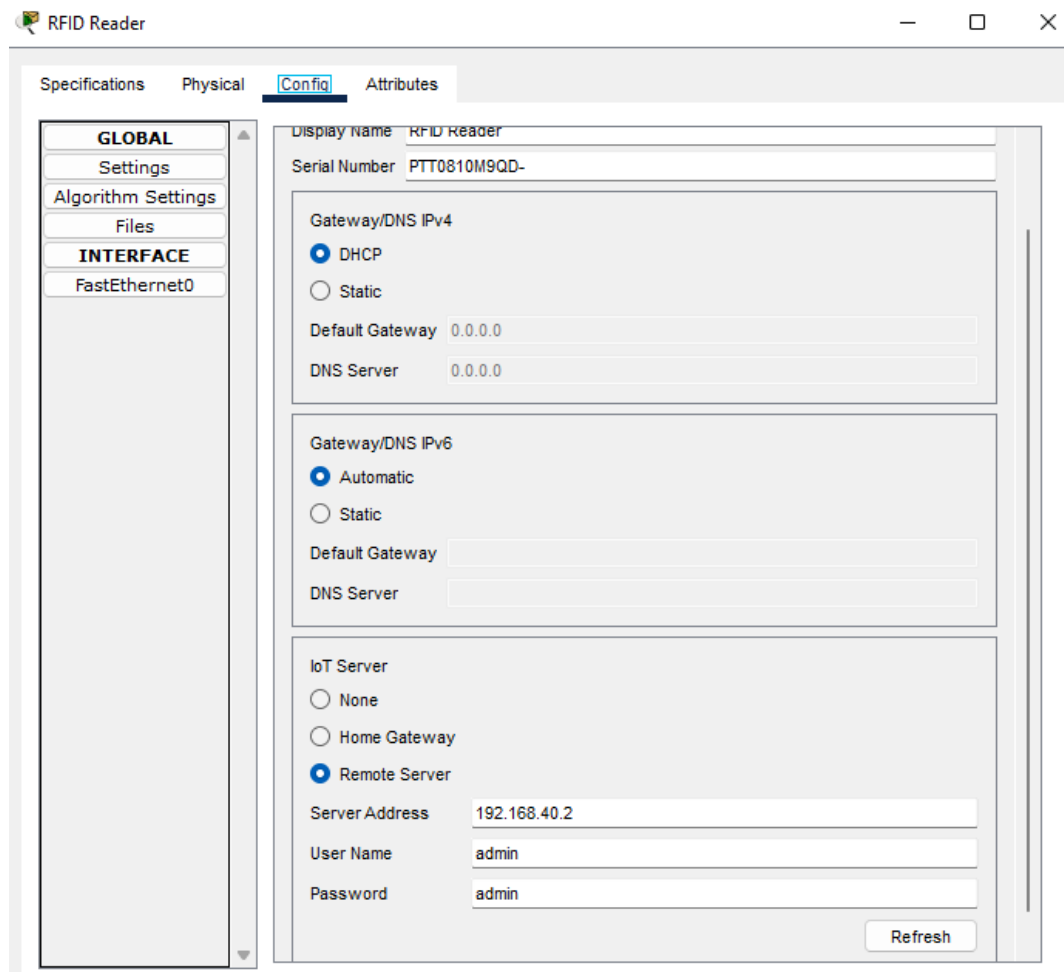 RFID Reader
Specifications Physical Config Attributes
GLOBAL
Settings
Algorithm Settings
Files
INTERFACE
FastEthernet0
Display Name RFID Reader
Serial Number PTT0810M9QD-
Gateway/DNS IPv4
DHCP
Static
Default Gateway 0.0.0.0
DNS Server 0.0.0.0
Gateway/DNS IPv6
Automatic
Static
Default Gateway
DNS Server
IoT Server
None
Home Gateway
Remote Server
Server Address 192.168.40.2
User Name admin
Password admin
Refresh